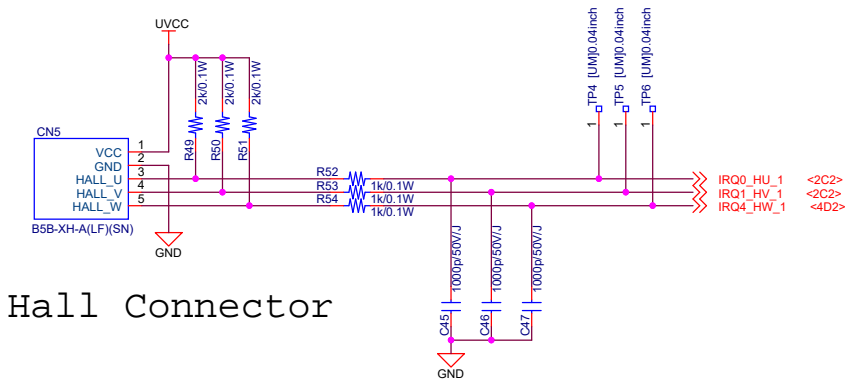 UVCC
2k/0.1W
2k/0.1W
2k/0.1W
R49
R50
R51
TP4 [UM]0.04inch
TP5 [UM]0.04inch
TP6 [UM]0.04inch
1
1
1
CN5
VCC 1
GND 2
HALL_U 3
HALL_V 4
HALL_W 5
B5B-XH-A(LF)(SN)
GND
R52
R53 1k/0.1W
R54 1k/0.1W
1k/0.1W
IRQ0_HU_1 <2C2>
IRQ1_HV_1 <2C2>
IRQ4_HW_1 <4D2>
1000p/50V/J
1000p/50V/J
1000p/50V/J
C45
C46
C47
GND
Hall Connector